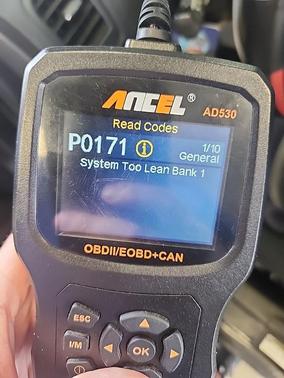 ANCEL®
AD530
Read Codes
P0171 i 1/10
General
System Too Lean Bank 1
OBDII/EOBD+CAN
ESC
I/M
OK